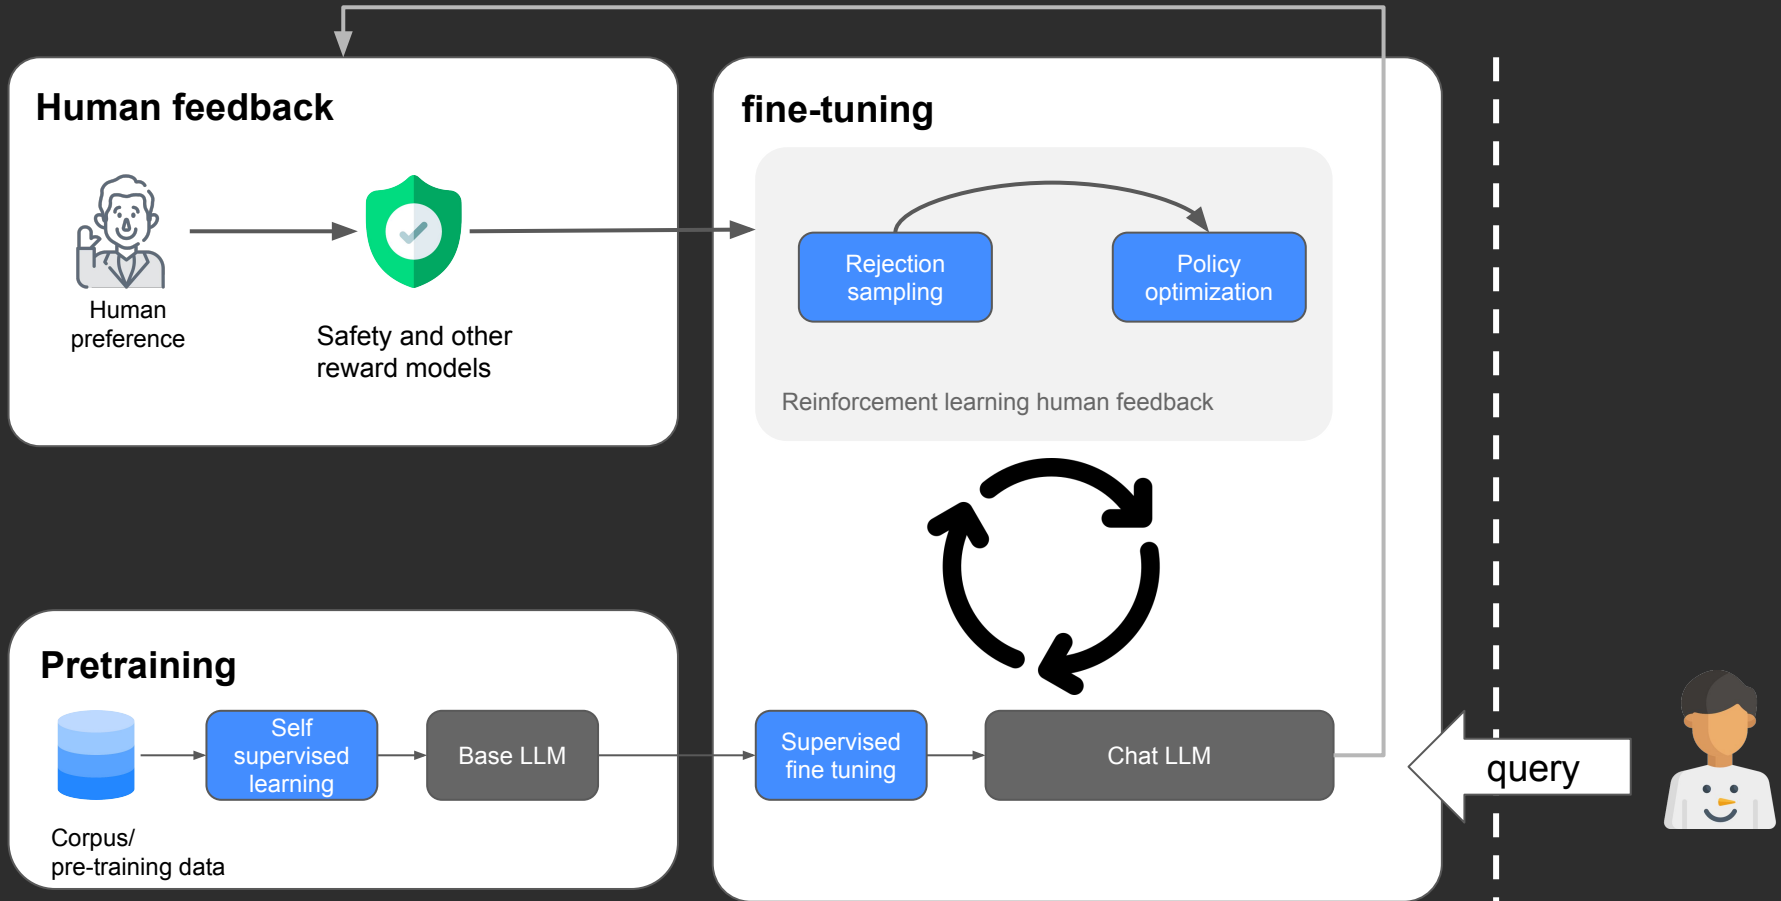 Human feedback
Human
preference
Safety and other
reward models
fine-tuning
Rejection
sampling
Policy
optimization
Reinforcement learning human feedback
Pretraining
Corpus/
pre-training data
Self
supervised
learning
Base LLM
Supervised
fine tuning
Chat LLM
query